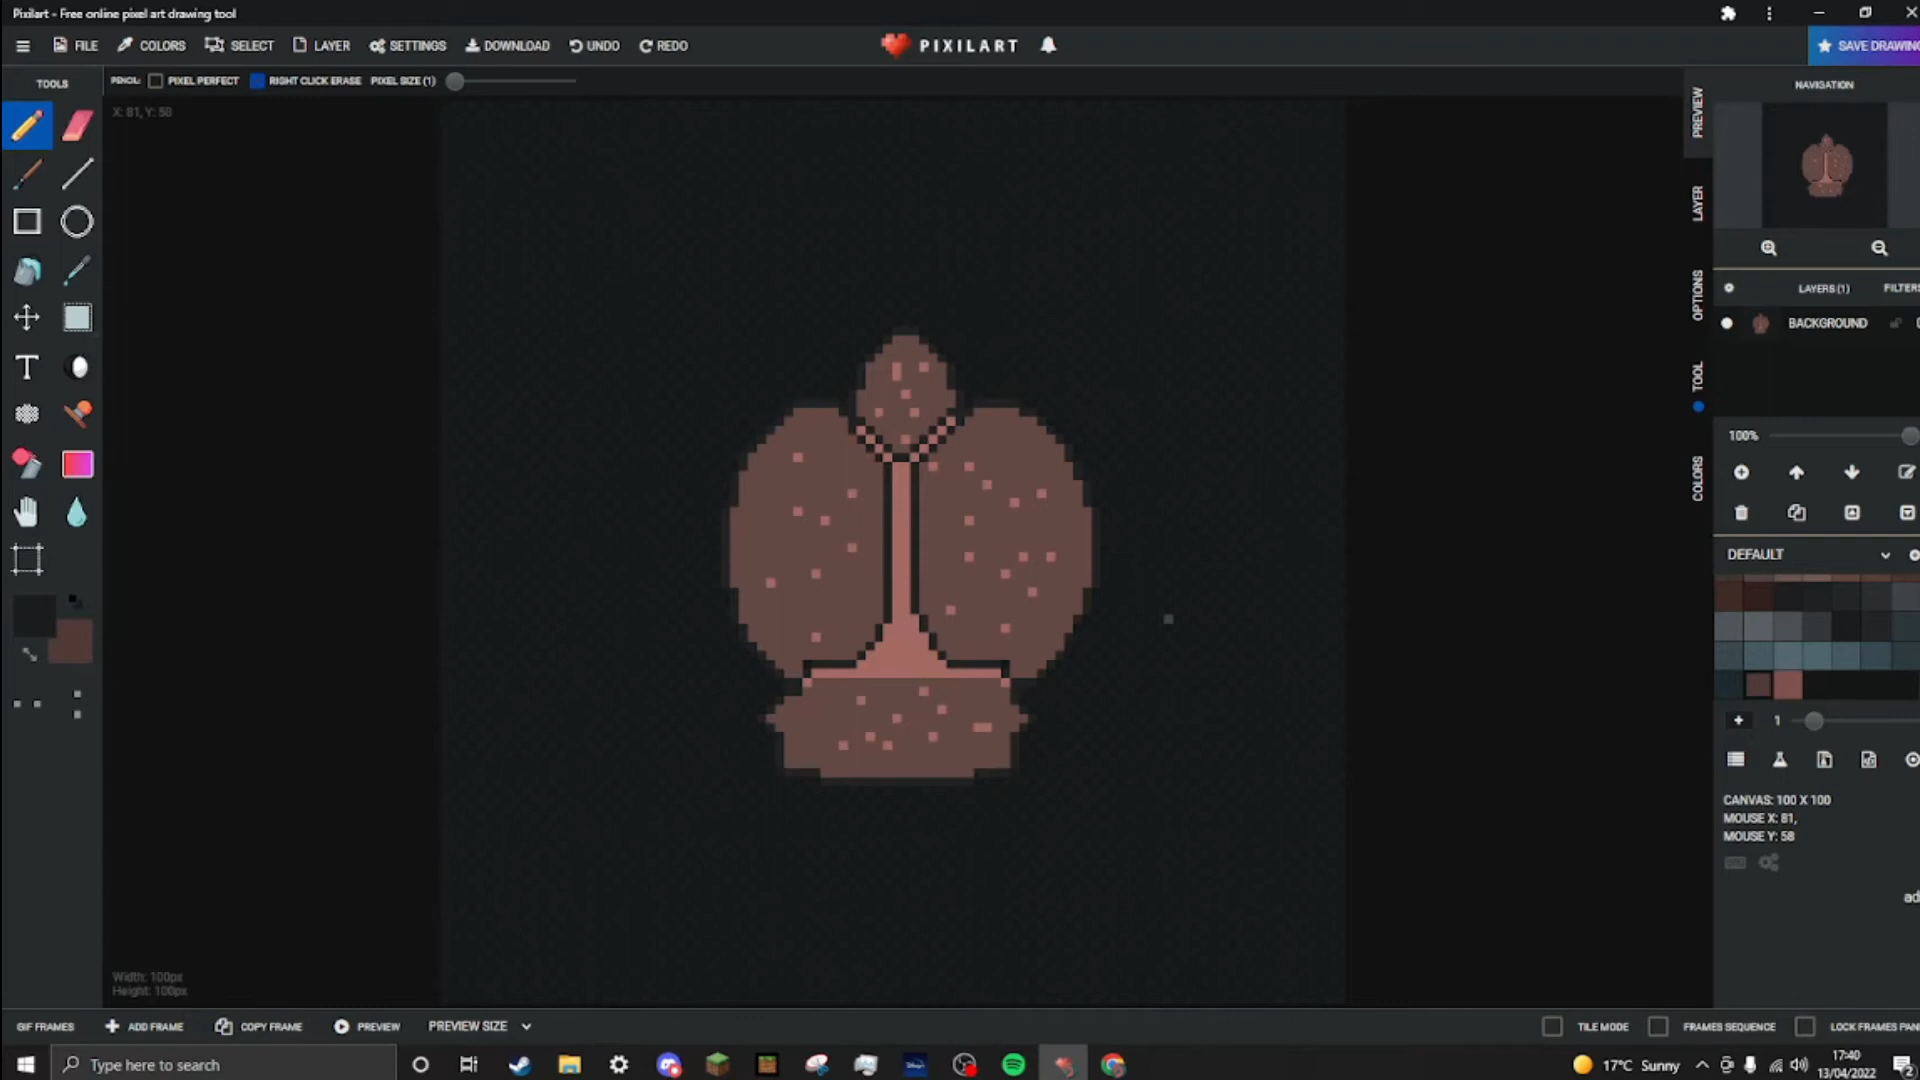 Pixilart - Free online pixel art drawing tool
FILE COLORS SELECT LAYER SETTINGS DOWNLOAD UNDO REDO PIXILART SAVE DRAWING
TOOLS PENCIL: PIXEL PERFECT RIGHT CLICK ERASE PIXEL SIZE (1) NAVIGATION
X: 81, Y: 58
PREVIEW
LAYER
OPTIONS
LAYERS (1) FILTERS
BACKGROUND
TOOL
100%
COLORS
DEFAULT
1
CANVAS: 100 X 100
MOUSE X: 81,
MOUSE Y: 58
ad
Width: 100px
Height: 100px
GIF FRAMES ADD FRAME COPY FRAME PREVIEW PREVIEW SIZE TILE MODE FRAMES SEQUENCE LOCK FRAMES PAN
Type here to search 17°C Sunny 17:40
13/04/2022 2